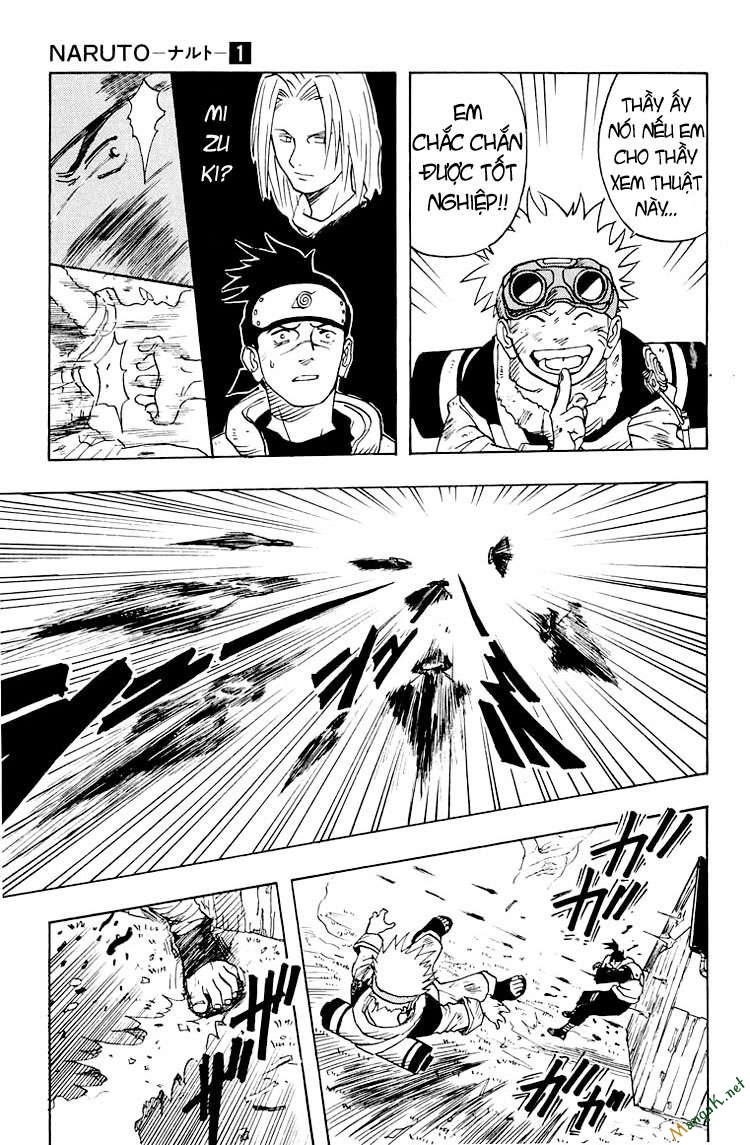 NARUTO—ナルト—1
THẦY ẤY
NÓI NẾU EM
CHO THẦY
XEM THUẬT
NÀY...
EM
CHẮC CHẮN
ĐƯỢC TỐT
NGHIỆP!!
MI
ZU
KI?
MangaK.net